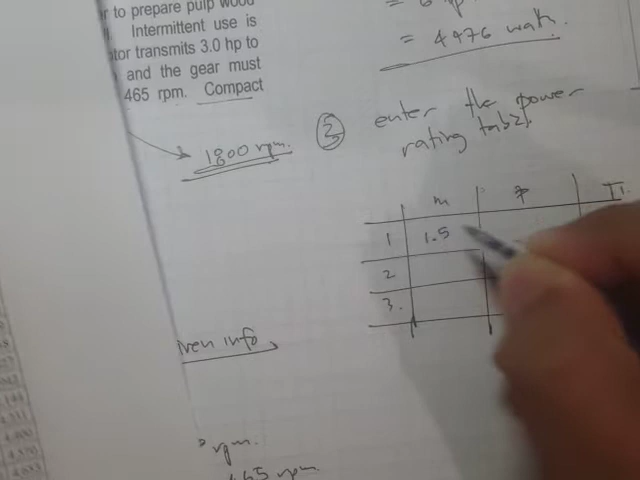 to prepare pulp wood
Intermittent use is
tor transmits 3.0 hp to
and the gear must
465 rpm. Compact
= 4476 watt.
1800 rpm.
2 enter the power
rating table
m P
1 1.5
2
3.
iven info
rpm.
465 rpm
4,800